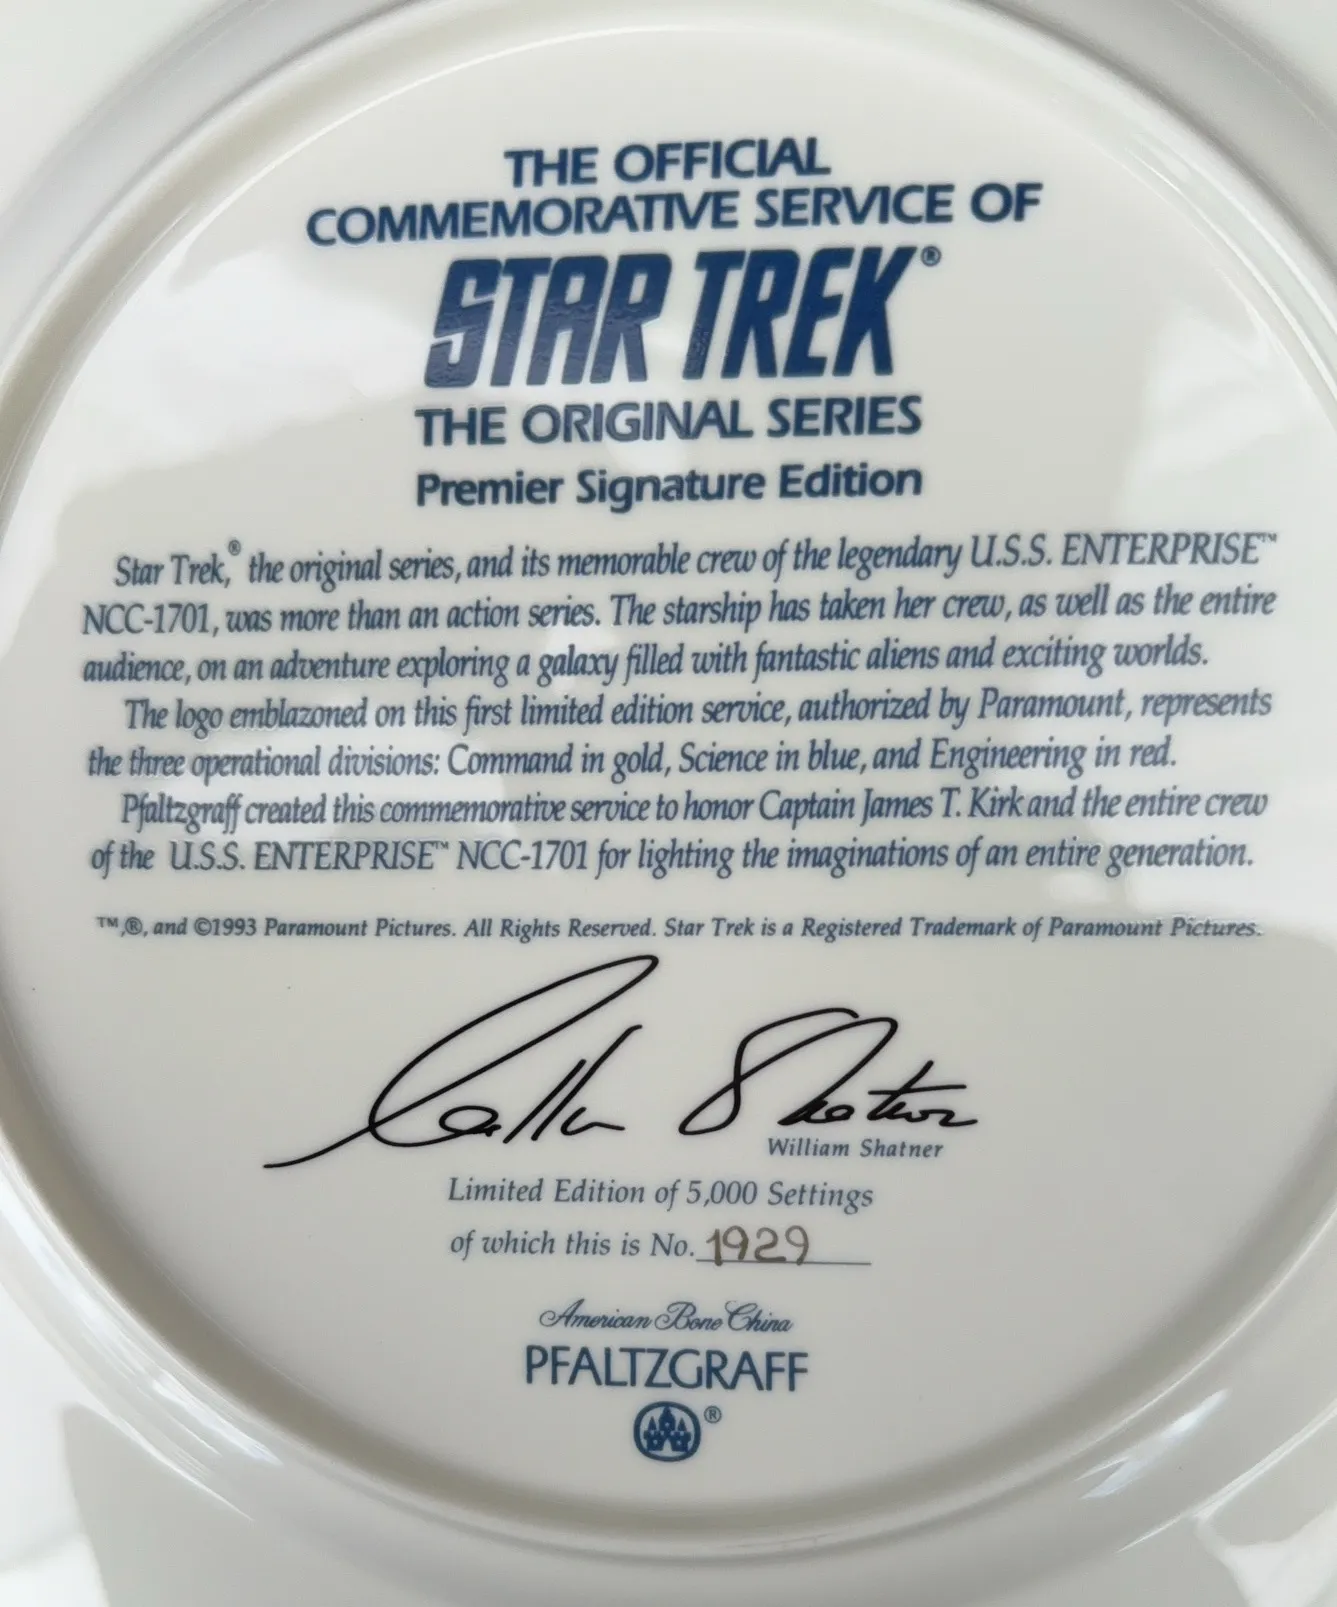 THE OFFICIAL
COMMEMORATIVE SERVICE OF
STAR TREK®
THE ORIGINAL SERIES
Premier Signature Edition
Star Trek,® the original series, and its memorable crew of the legendary U.S.S. ENTERPRISE™
NCC-1701, was more than an action series. The starship has taken her crew, as well as the entire
audience, on an adventure exploring a galaxy filled with fantastic aliens and exciting worlds.
The logo emblazoned on this first limited edition service, authorized by Paramount, represents
the three operational divisions: Command in gold, Science in blue, and Engineering in red.
Pfaltzgraff created this commemorative service to honor Captain James T. Kirk and the entire crew
of the U.S.S. ENTERPRISE™ NCC-1701 for lighting the imaginations of an entire generation.
™,®, and ©1993 Paramount Pictures. All Rights Reserved. Star Trek is a Registered Trademark of Paramount Pictures.
William Shatner
William Shatner
Limited Edition of 5,000 Settings
of which this is No. 1929
American Bone China
PFALTZGRAFF
®